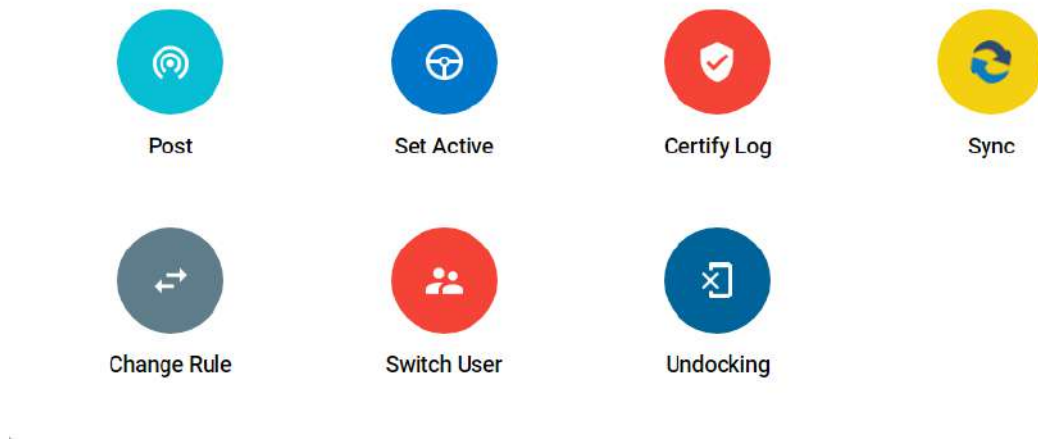 Post
Set Active
Certify Log
Sync
Change Rule
Switch User
Undocking